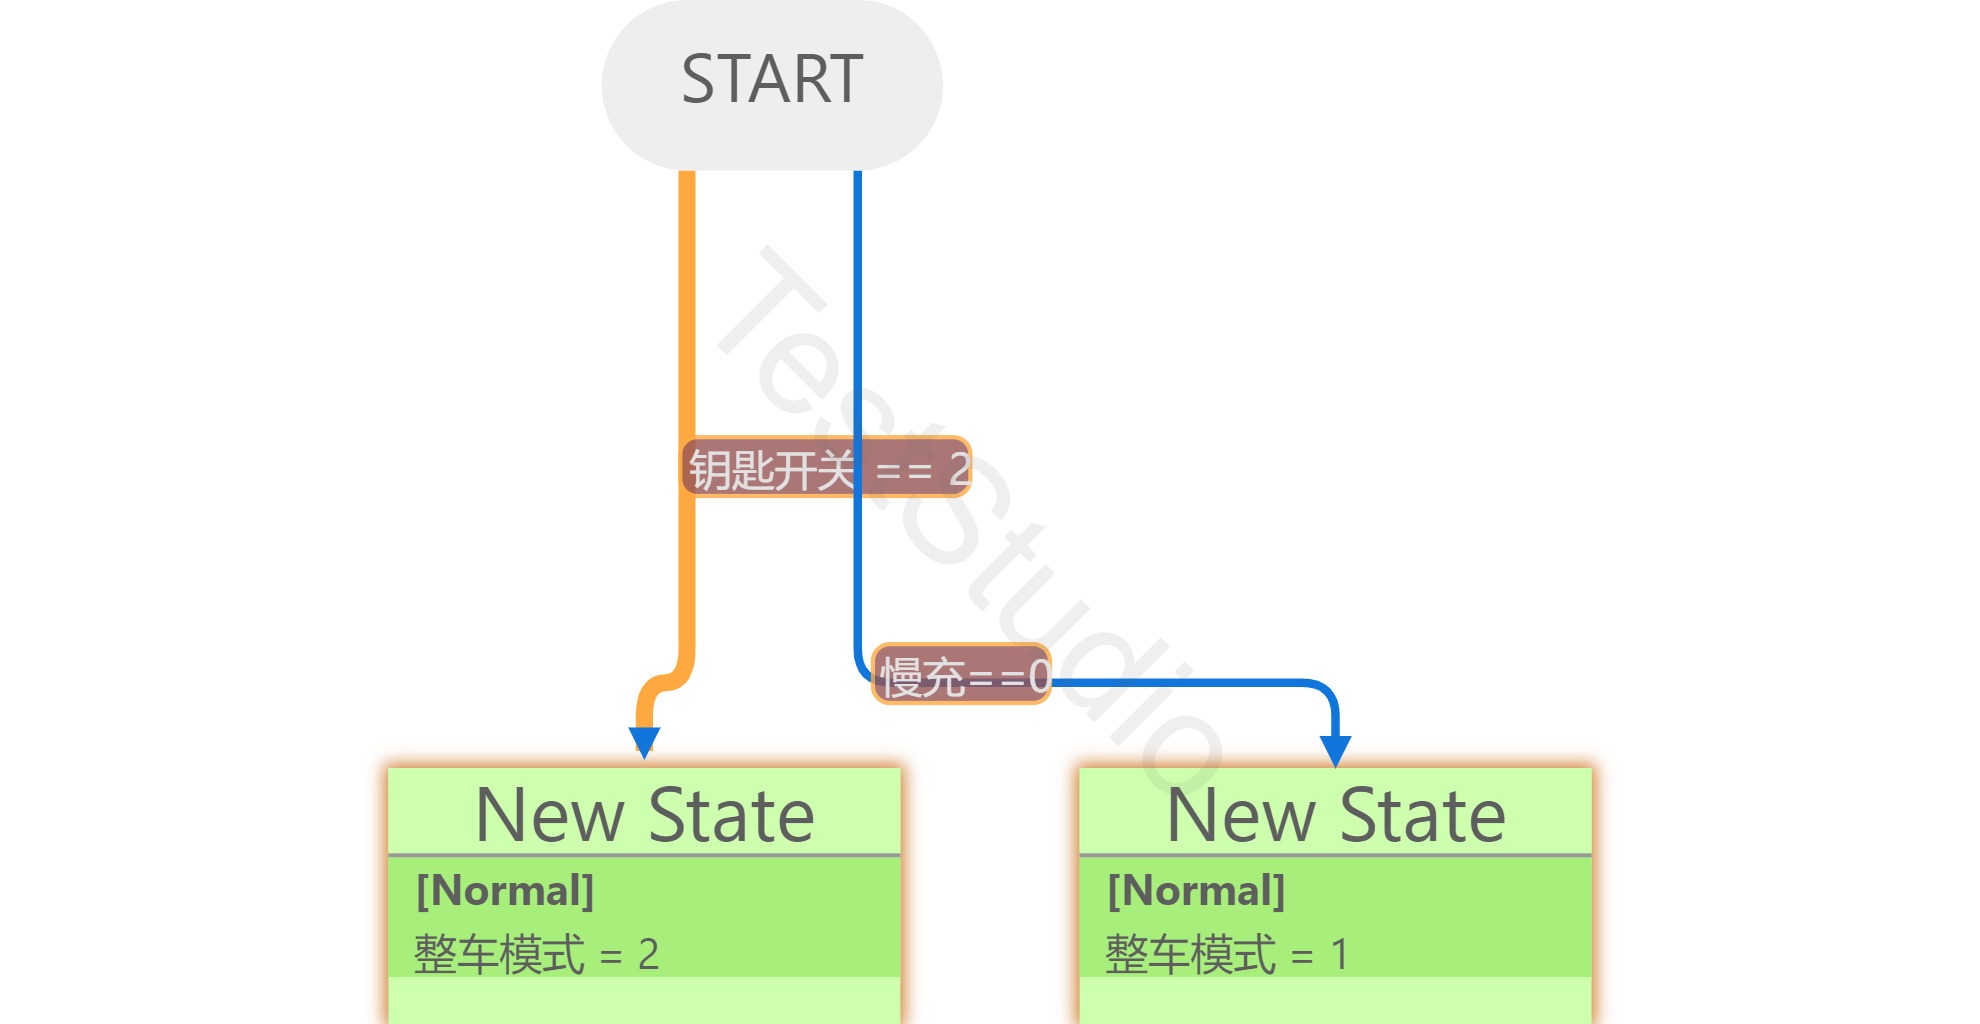 START
TestStudio
钥匙开关 == 2
慢充==0
New State
[Normal]
整车模式 = 2
New State
[Normal]
整车模式 = 1